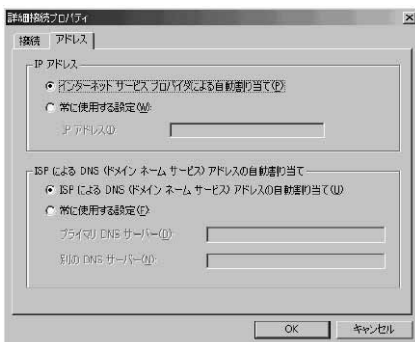 詳細接続プロパティ
接続 アドレス
IP アドレス
インターネット サービス プロバイダによる自動割り当て(P)
常に使用する設定(W):
IP アドレス(I):
ISP による DNS (ドメイン ネーム サービス) アドレスの自動割り当て
ISP による DNS (ドメイン ネーム サービス) アドレスの自動割り当て(U)
常に使用する設定(F):
プライマリ DNS サーバー(D):
別の DNS サーバー(N):
OK キャンセル